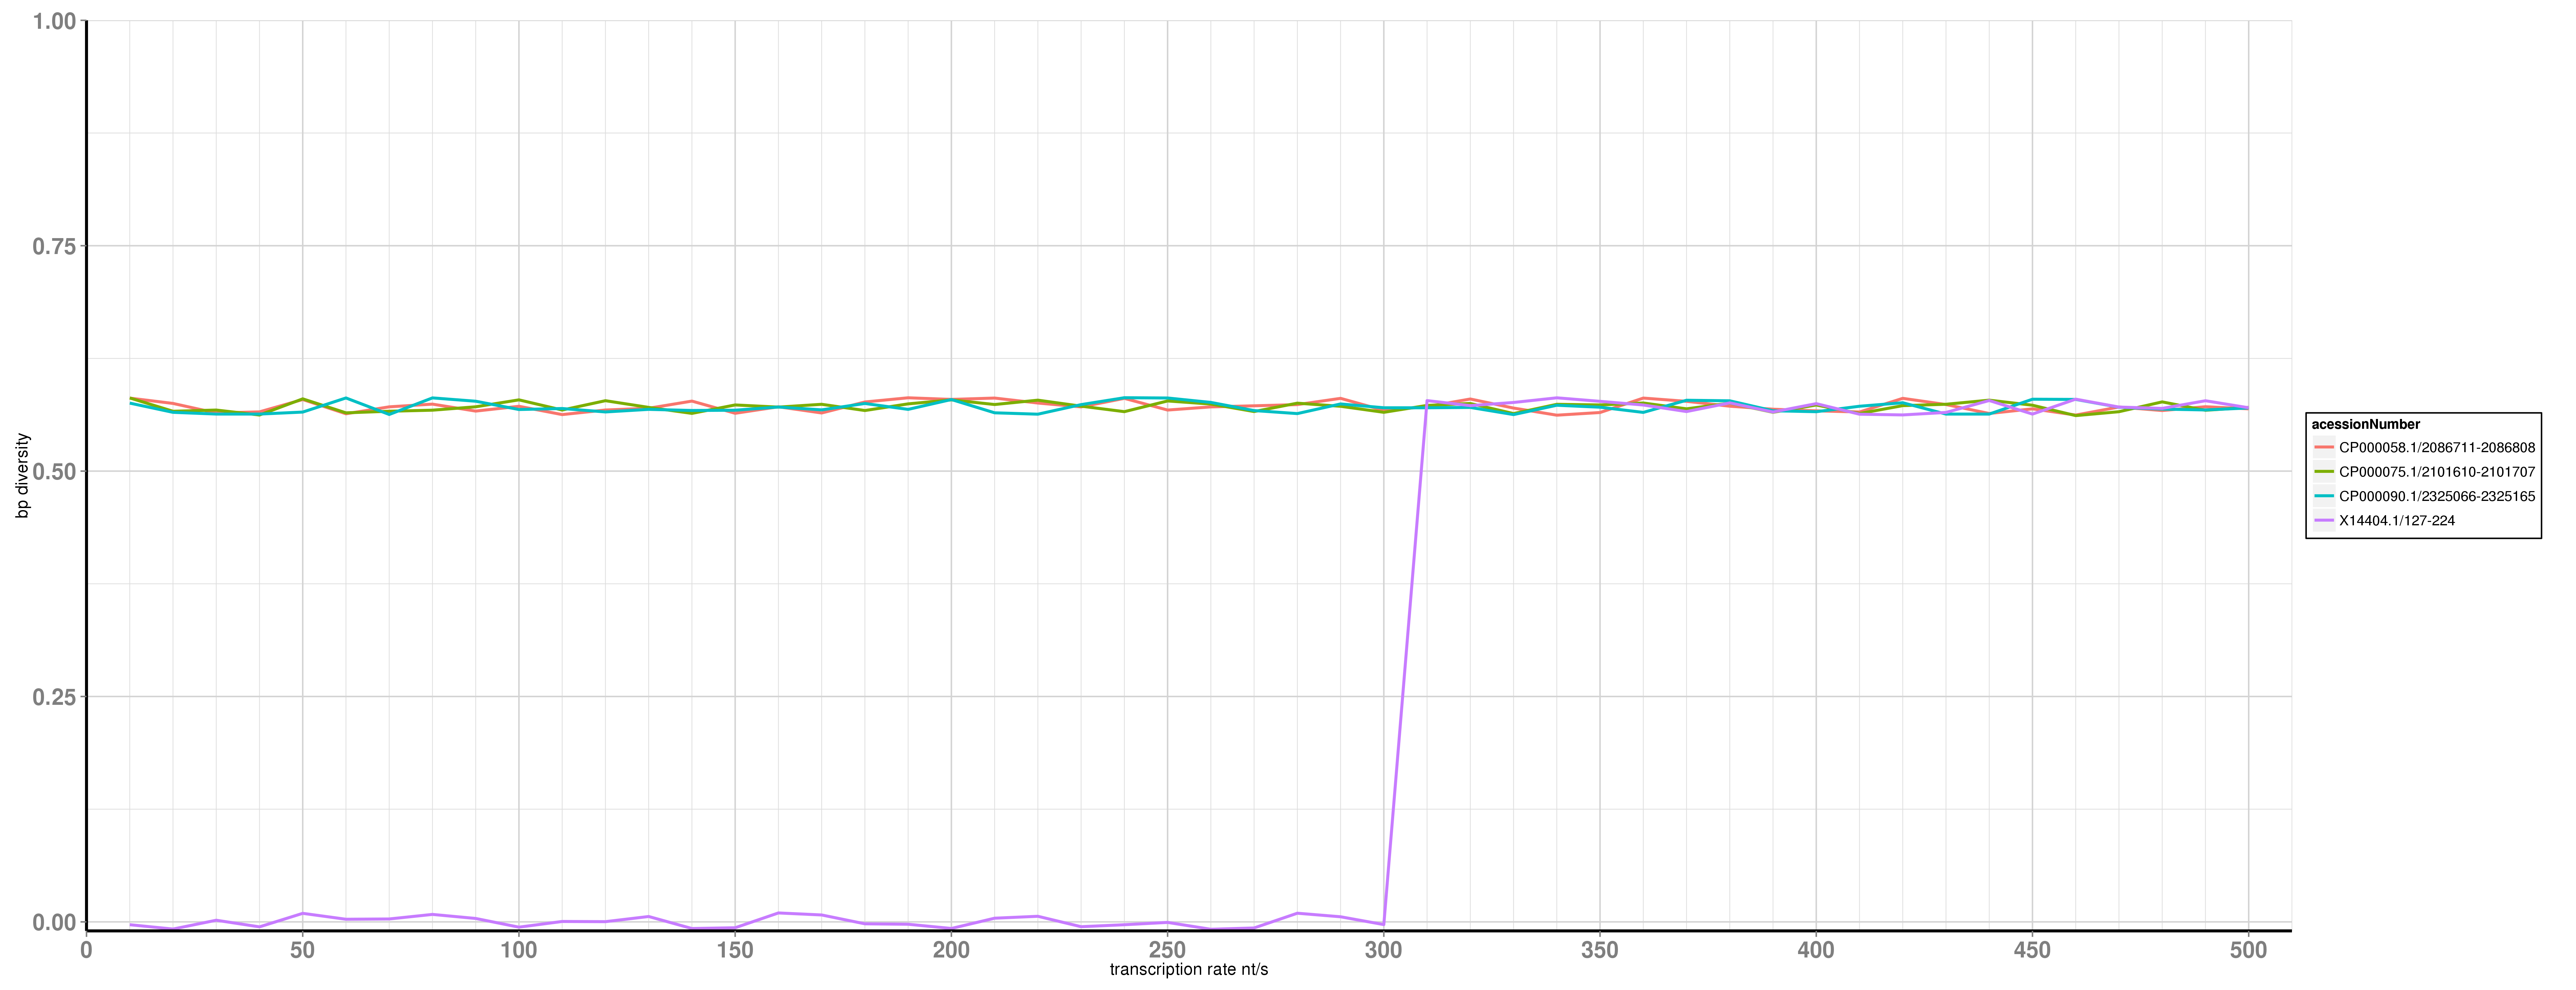 1.00
0.75
0.50
0.25
0.00
bp diversity
0 50 100 150 200 250 300 350 400 450 500
transcription rate nt/s
acessionNumber
CP000058.1/2086711-2086808
CP000075.1/2101610-2101707
CP000090.1/2325066-2325165
X14404.1/127-224